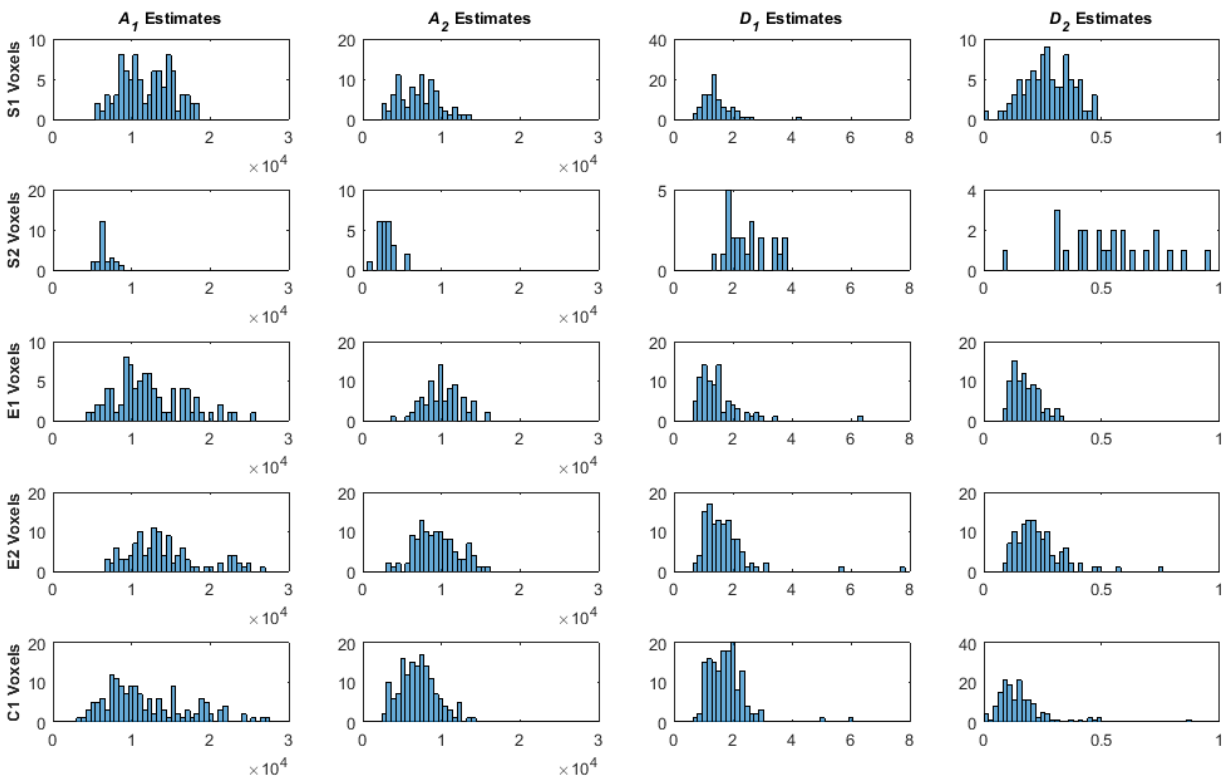 A1 Estimates A2 Estimates D1 Estimates D2 Estimates
S1 Voxels
10 5 0 20 10 0 40 20 0 10 5 0
0 1 2 3 0 1 2 3 0 2 4 6 8 0 0.5 1
×10^4 ×10^4
S2 Voxels
20 10 0 10 5 0 5 0 4 2 0
0 1 2 3 0 1 2 3 0 2 4 6 8 0 0.5 1
×10^4 ×10^4
E1 Voxels
10 5 0 20 10 0 20 10 0 20 10 0
0 1 2 3 0 1 2 3 0 2 4 6 8 0 0.5 1
×10^4 ×10^4
E2 Voxels
20 10 0 20 10 0 20 10 0 20 10 0
0 1 2 3 0 1 2 3 0 2 4 6 8 0 0.5 1
×10^4 ×10^4
C1 Voxels
20 10 0 20 10 0 20 10 0 40 20 0
0 1 2 3 0 1 2 3 0 2 4 6 8 0 0.5 1
×10^4 ×10^4